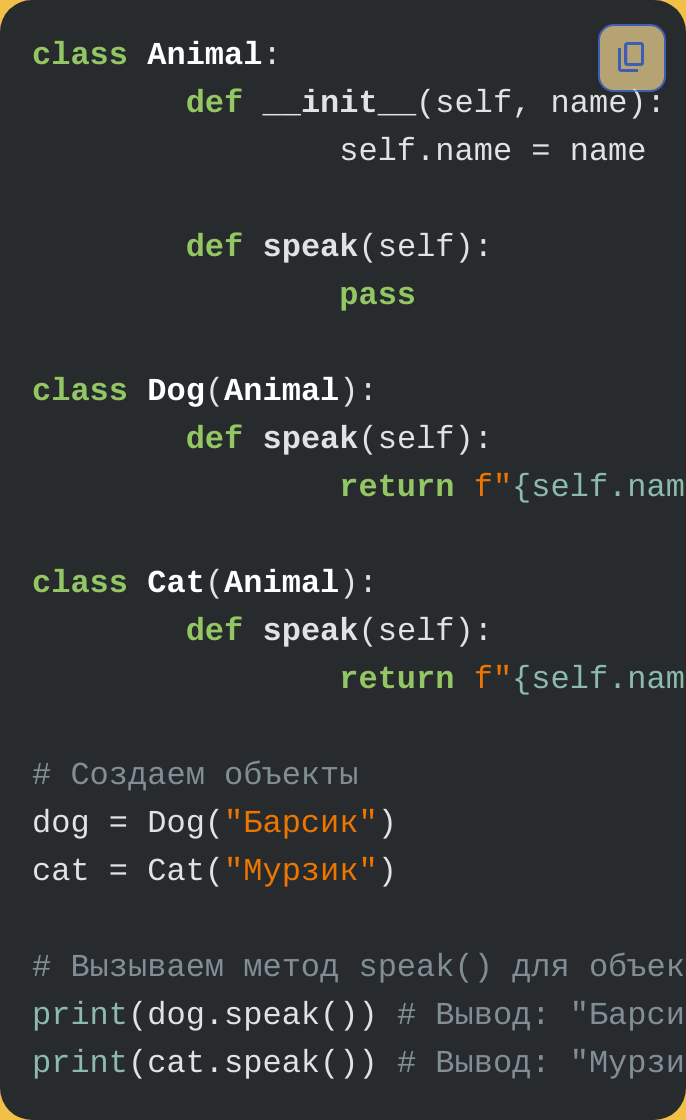 class Animal:
        def __init__(self, name):
                self.name = name

        def speak(self):
                pass

class Dog(Animal):
        def speak(self):
                return f"{self.nam

class Cat(Animal):
        def speak(self):
                return f"{self.nam

# Создаем объекты
dog = Dog("Барсик")
cat = Cat("Мурзик")

# Вызываем метод speak() для объек
print(dog.speak()) # Вывод: "Барси
print(cat.speak()) # Вывод: "Мурзи